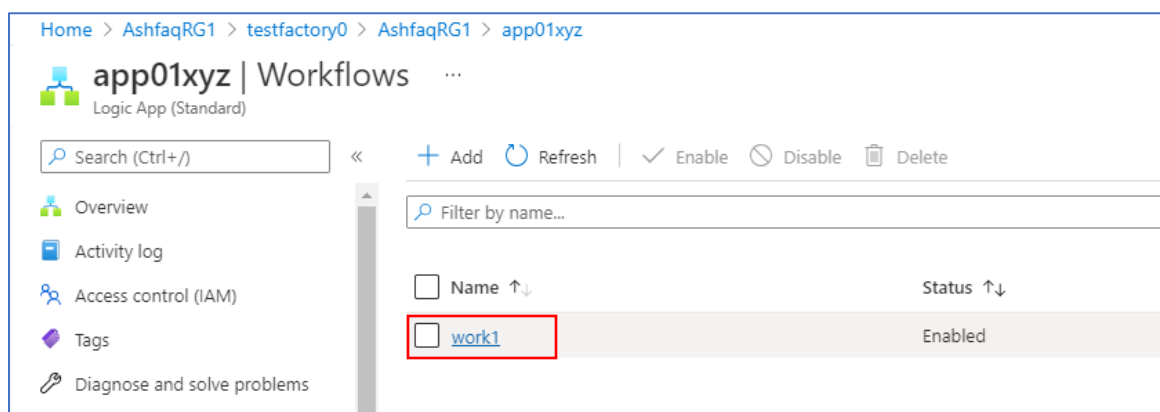 Home > AshfaqRG1 > testfactory0 > AshfaqRG1 > app01xyz
app01xyz | Workflows ...
Logic App (Standard)
Search (Ctrl+/) «
+ Add Refresh | Enable Disable Delete
Overview
Filter by name...
Activity log
Access control (IAM)
Name ↑↓ Status ↑↓
Tags
work1 Enabled
Diagnose and solve problems